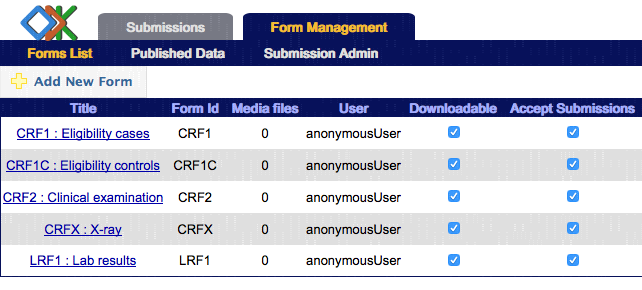 Submissions Form Management
Forms List Published Data Submission Admin
Add New Form
Title Form Id Media files User Downloadable Accept Submissions
CRF1 : Eligibility cases CRF1 0 anonymousUser
CRF1C : Eligibility controls CRF1C 0 anonymousUser
CRF2 : Clinical examination CRF2 0 anonymousUser
CRFX : X-ray CRFX 0 anonymousUser
LRF1 : Lab results LRF1 0 anonymousUser